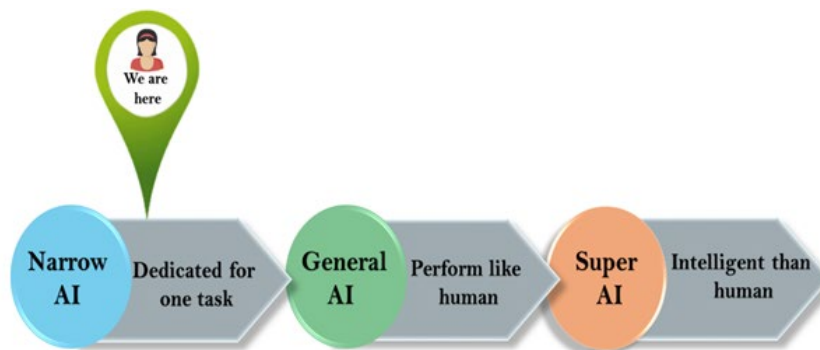 We are
here
Narrow
AI
Dedicated for
one task
General
AI
Perform like
human
Super
AI
Intelligent than
human